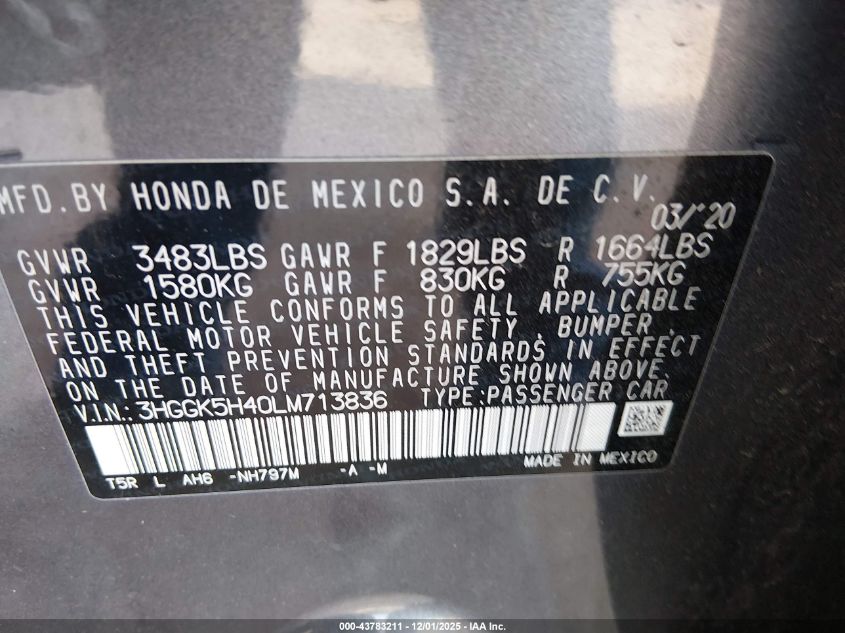 MFD. BY HONDA DE MEXICO S.A. DE C.V.
03/'20
GVWR 3483LBS GAWR F 1829LBS R 1664LBS
GVWR 1580KG GAWR F 830KG R 755KG
THIS VEHICLE CONFORMS TO ALL APPLICABLE
FEDERAL MOTOR VEHICLE SAFETY, BUMPER,
AND THEFT PREVENTION STANDARDS IN EFFECT
ON THE DATE OF MANUFACTURE SHOWN ABOVE.
V.I.N.: 3HGGK5H40LM713836 TYPE:PASSENGER CAR
T5R L AH6 -NH797M -A -M MADE IN MEXICO
000-43783211 - 12/01/2025 - IAA Inc.